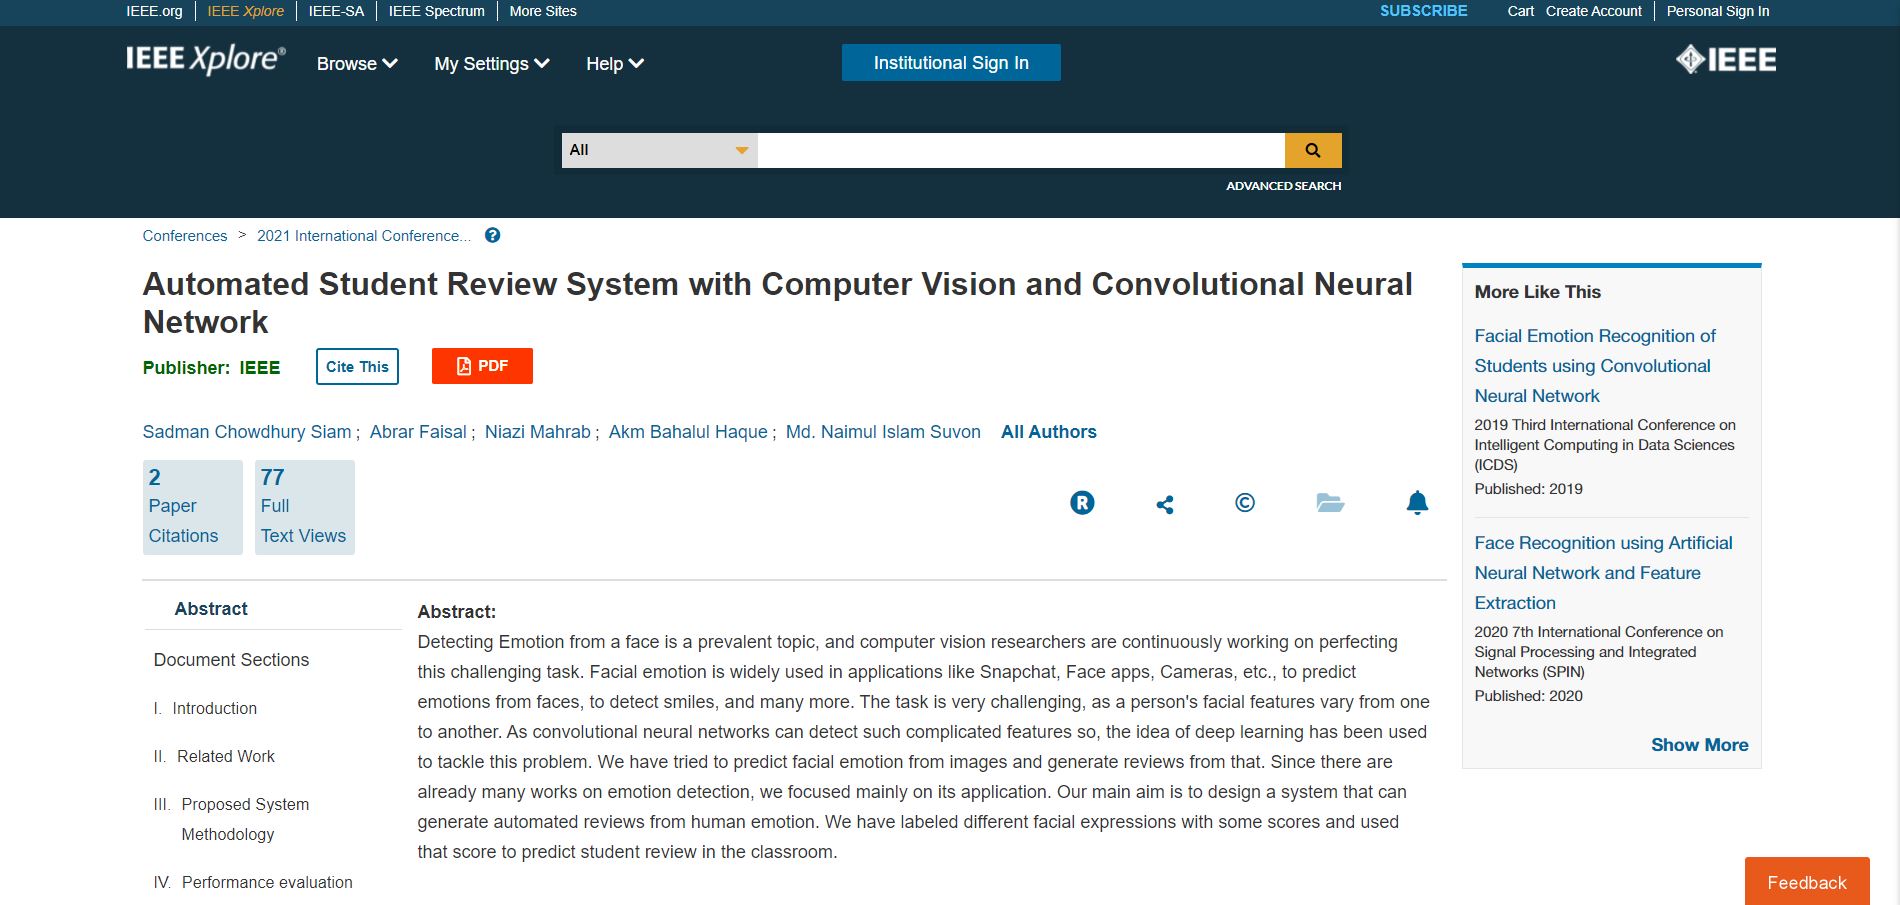 IEEE.org
IEEE Xplore
IEEE-SA
IEEE Spectrum
More Sites
SUBSCRIBE
Cart
Create Account
Personal Sign In
IEEE Xplore®
Browse
My Settings
Help
Institutional Sign In
IEEE
All
ADVANCED SEARCH
Conferences > 2021 International Conference... ?
Automated Student Review System with Computer Vision and Convolutional Neural
Network
Publisher: IEEE
Cite This
PDF
Sadman Chowdhury Siam ; Abrar Faisal ; Niazi Mahrab ; Akm Bahalul Haque ; Md. Naimul Islam Suvon All Authors
2
Paper
Citations
77
Full
Text Views
R
©
Abstract
Document Sections
I. Introduction
II. Related Work
III. Proposed System
Methodology
IV. Performance evaluation
Abstract:
Detecting Emotion from a face is a prevalent topic, and computer vision researchers are continuously working on perfecting
this challenging task. Facial emotion is widely used in applications like Snapchat, Face apps, Cameras, etc., to predict
emotions from faces, to detect smiles, and many more. The task is very challenging, as a person's facial features vary from one
to another. As convolutional neural networks can detect such complicated features so, the idea of deep learning has been used
to tackle this problem. We have tried to predict facial emotion from images and generate reviews from that. Since there are
already many works on emotion detection, we focused mainly on its application. Our main aim is to design a system that can
generate automated reviews from human emotion. We have labeled different facial expressions with some scores and used
that score to predict student review in the classroom.
More Like This
Facial Emotion Recognition of
Students using Convolutional
Neural Network
2019 Third International Conference on
Intelligent Computing in Data Sciences
(ICDS)
Published: 2019
Face Recognition using Artificial
Neural Network and Feature
Extraction
2020 7th International Conference on
Signal Processing and Integrated
Networks (SPIN)
Published: 2020
Show More
Feedback